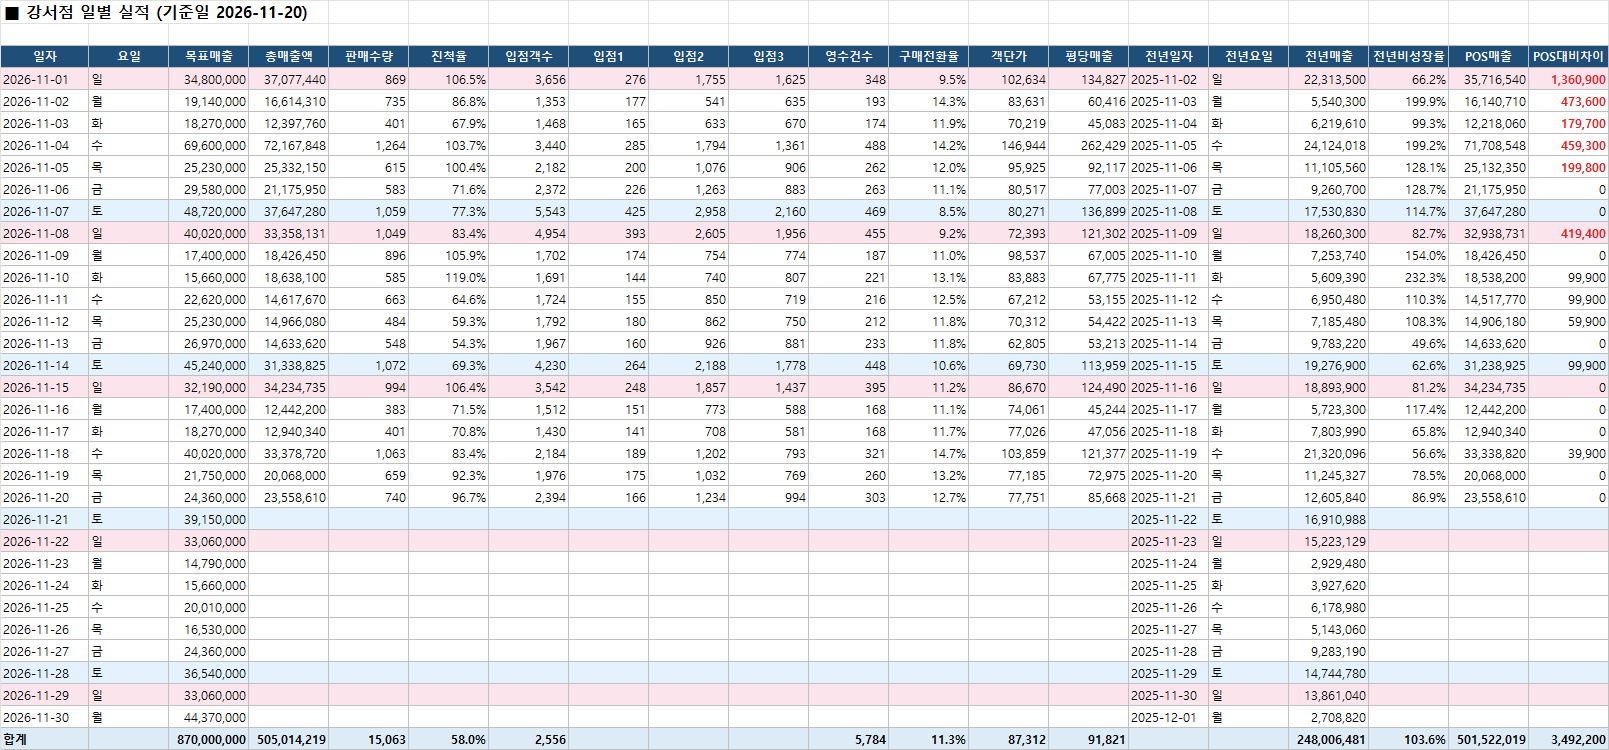 ■ 강서점 일별 실적 (기준일 2026-11-20)
일자 요일 목표매출 총매출액 판매수량 진척율 입점객수 입점1 입점2 입점3 영수건수 구매전환율 객단가 평당매출 전년일자 전년요일 전년매출 전년비성장률 POS매출 POS대비차이
2026-11-01 일 34,800,000 37,077,440 869 106.5% 3,656 276 1,755 1,625 348 9.5% 102,634 134,827 2025-11-02 일 22,313,500 66.2% 35,716,540 1,360,900
2026-11-02 월 19,140,000 16,614,310 735 86.8% 1,353 177 541 635 193 14.3% 83,631 60,416 2025-11-03 월 5,540,300 199.9% 16,140,710 473,600
2026-11-03 화 18,270,000 12,397,760 401 67.9% 1,468 165 633 670 174 11.9% 70,219 45,083 2025-11-04 화 6,219,610 99.3% 12,218,060 179,700
2026-11-04 수 69,600,000 72,167,848 1,264 103.7% 3,440 285 1,794 1,361 488 14.2% 146,944 262,429 2025-11-05 수 24,124,018 199.2% 71,708,548 459,300
2026-11-05 목 25,230,000 25,332,150 615 100.4% 2,182 200 1,076 906 262 12.0% 95,925 92,117 2025-11-06 목 11,105,560 128.1% 25,132,350 199,800
2026-11-06 금 29,580,000 21,175,950 583 71.6% 2,372 226 1,263 883 263 11.1% 80,517 77,003 2025-11-07 금 9,260,700 128.7% 21,175,950 0
2026-11-07 토 48,720,000 37,647,280 1,059 77.3% 5,543 425 2,958 2,160 469 8.5% 80,271 136,899 2025-11-08 토 17,530,830 114.7% 37,647,280 0
2026-11-08 일 40,020,000 33,358,131 1,049 83.4% 4,954 393 2,605 1,956 455 9.2% 72,393 121,302 2025-11-09 일 18,260,300 82.7% 32,938,731 419,400
2026-11-09 월 17,400,000 18,426,450 896 105.9% 1,702 174 754 774 187 11.0% 98,537 67,005 2025-11-10 월 7,253,740 154.0% 18,426,450 0
2026-11-10 화 15,660,000 18,638,100 585 119.0% 1,691 144 740 807 221 13.1% 83,883 67,775 2025-11-11 화 5,609,390 232.3% 18,538,200 99,900
2026-11-11 수 22,620,000 14,617,670 663 64.6% 1,724 155 850 719 216 12.5% 67,212 53,155 2025-11-12 수 6,950,480 110.3% 14,517,770 99,900
2026-11-12 목 25,230,000 14,966,080 484 59.3% 1,792 180 862 750 212 11.8% 70,312 54,422 2025-11-13 목 7,185,480 108.3% 14,906,180 59,900
2026-11-13 금 26,970,000 14,633,620 548 54.3% 1,967 160 926 881 233 11.8% 62,805 53,213 2025-11-14 금 9,783,220 49.6% 14,633,620 0
2026-11-14 토 45,240,000 31,338,825 1,072 69.3% 4,230 264 2,188 1,778 448 10.6% 69,730 113,959 2025-11-15 토 19,276,900 62.6% 31,238,925 99,900
2026-11-15 일 32,190,000 34,234,735 994 106.4% 3,542 248 1,857 1,437 395 11.2% 86,670 124,490 2025-11-16 일 18,893,900 81.2% 34,234,735 0
2026-11-16 월 17,400,000 12,442,200 383 71.5% 1,512 151 773 588 168 11.1% 74,061 45,244 2025-11-17 월 5,723,300 117.4% 12,442,200 0
2026-11-17 화 18,270,000 12,940,340 401 70.8% 1,430 141 708 581 168 11.7% 77,026 47,056 2025-11-18 화 7,803,990 65.8% 12,940,340 0
2026-11-18 수 40,020,000 33,378,720 1,063 83.4% 2,184 189 1,202 793 321 14.7% 103,859 121,377 2025-11-19 수 21,320,096 56.6% 33,338,820 39,900
2026-11-19 목 21,750,000 20,068,000 659 92.3% 1,976 175 1,032 769 260 13.2% 77,185 72,975 2025-11-20 목 11,245,327 78.5% 20,068,000 0
2026-11-20 금 24,360,000 23,558,610 740 96.7% 2,394 166 1,234 994 303 12.7% 77,751 85,668 2025-11-21 금 12,605,840 86.9% 23,558,610 0
2026-11-21 토 39,150,000 2025-11-22 토 16,910,988
2026-11-22 일 33,060,000 2025-11-23 일 15,223,129
2026-11-23 월 14,790,000 2025-11-24 월 2,929,480
2026-11-24 화 15,660,000 2025-11-25 화 3,927,620
2026-11-25 수 20,010,000 2025-11-26 수 6,178,980
2026-11-26 목 16,530,000 2025-11-27 목 5,143,060
2026-11-27 금 24,360,000 2025-11-28 금 9,283,190
2026-11-28 토 36,540,000 2025-11-29 토 14,744,780
2026-11-29 일 33,060,000 2025-11-30 일 13,861,040
2026-11-30 월 44,370,000 2025-12-01 월 2,708,820
합계 870,000,000 505,014,219 15,063 58.0% 2,556 5,784 11.3% 87,312 91,821 248,006,481 103.6% 501,522,019 3,492,200